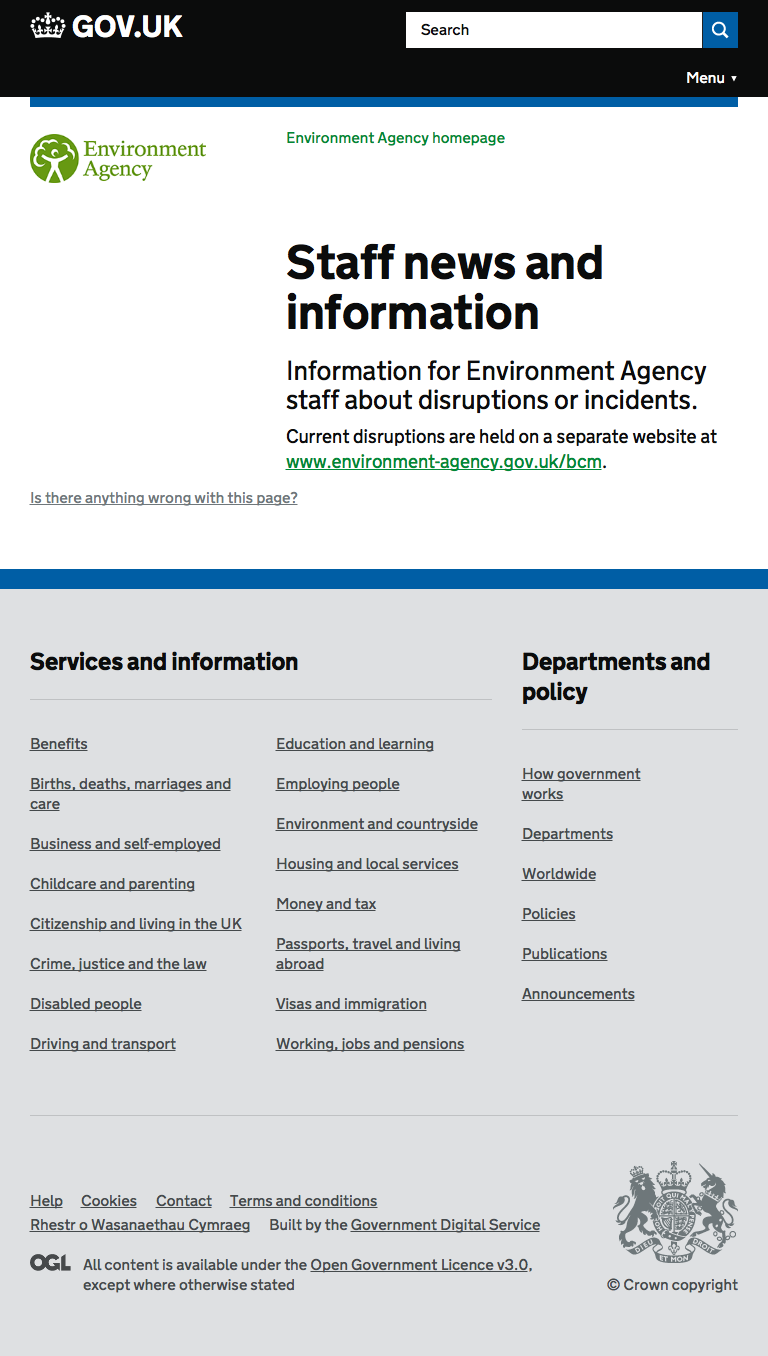 GOV.UK
Search
Menu ▼
Environment
Agency
Environment Agency homepage
Staff news and
information
Information for Environment Agency
staff about disruptions or incidents.
Current disruptions are held on a separate website at
www.environment-agency.gov.uk/bcm.
Is there anything wrong with this page?
Services and information
Benefits
Births, deaths, marriages and
care
Business and self-employed
Childcare and parenting
Citizenship and living in the UK
Crime, justice and the law
Disabled people
Driving and transport
Education and learning
Employing people
Environment and countryside
Housing and local services
Money and tax
Passports, travel and living
abroad
Visas and immigration
Working, jobs and pensions
Departments and
policy
How government
works
Departments
Worldwide
Policies
Publications
Announcements
Help Cookies Contact Terms and conditions
Rhestr o Wasanaethau Cymraeg Built by the Government Digital Service
OGL All content is available under the Open Government Licence v3.0,
except where otherwise stated
DIEU ET MON DROIT
© Crown copyright